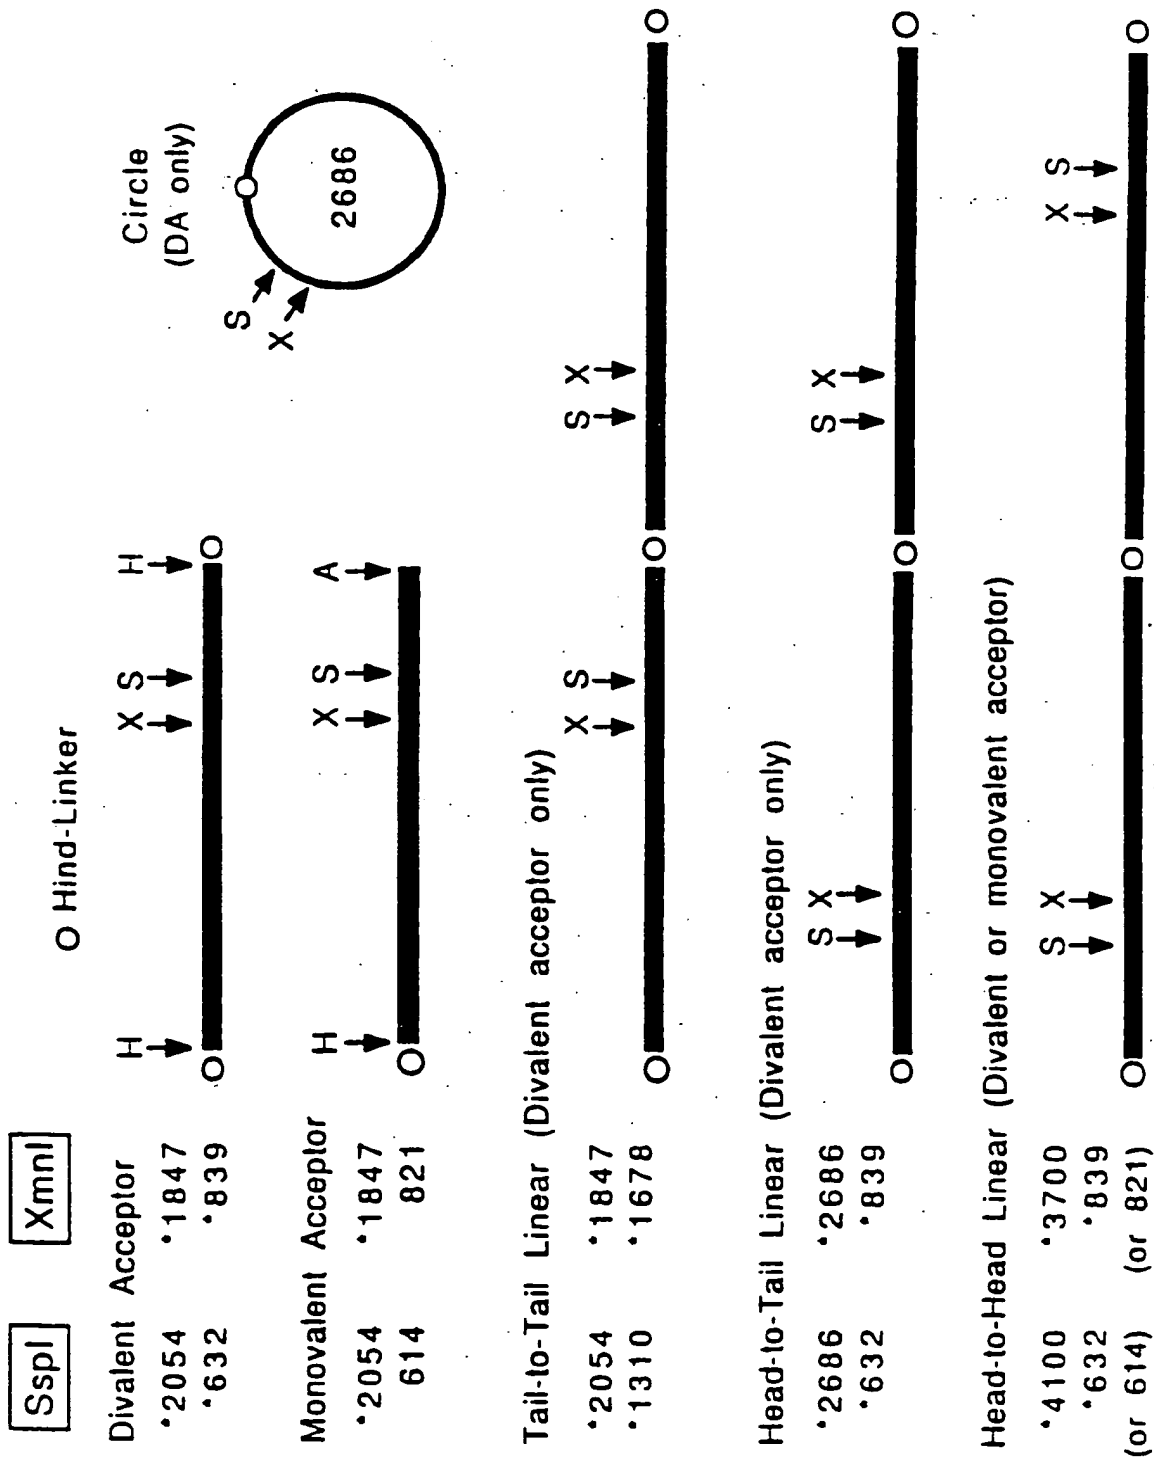 SspI XmnI
O Hind-Linker
Divalent Acceptor
*2054 *1847
*632 *839
H X S H
Circle
(DA only)
S
X
2686
Monovalent Acceptor
*2054 *1847
614 821
H X S A
Tail-to-Tail Linear (Divalent acceptor only)
*2054 *1847
*1310 *1678
X S S X
Head-to-Tail Linear (Divalent acceptor only)
*2686 *2686
*632 *839
S X S X
Head-to-Head Linear (Divalent or monovalent acceptor)
*4100 *3700
*632 *839
(or 614) (or 821)
S X X S